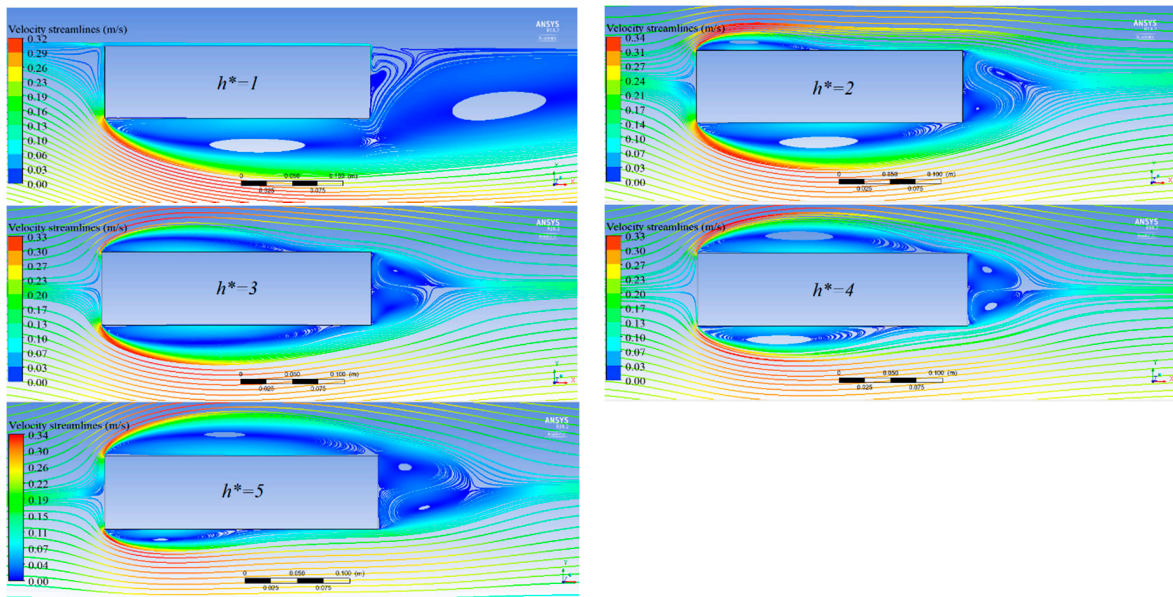 Velocity streamlines (m/s)
ANSYS
0.32
0.29
0.26
0.23
0.19
0.16
0.13
0.10
0.06
0.03
0.00
h*=1
0 0.050 0.100 (m)
0.025 0.075
Y
X
Velocity streamlines (m/s)
ANSYS
0.34
0.31
0.27
0.24
0.21
0.17
0.14
0.10
0.07
0.03
0.00
h*=2
0 0.050 0.100 (m)
0.025 0.075
Y
X
Velocity streamlines (m/s)
ANSYS
0.33
0.30
0.27
0.23
0.20
0.17
0.13
0.10
0.07
0.03
0.00
h*=3
0 0.050 0.100 (m)
0.025 0.075
Y
X
Velocity streamlines (m/s)
ANSYS
0.33
0.30
0.27
0.23
0.20
0.17
0.13
0.10
0.07
0.03
0.00
h*=4
0 0.050 0.100 (m)
0.025 0.075
Y
X
Velocity streamlines (m/s)
ANSYS
0.34
0.30
0.26
0.22
0.19
0.15
0.11
0.07
0.04
0.00
h*=5
0 0.050 0.100 (m)
0.025 0.075
Y
X